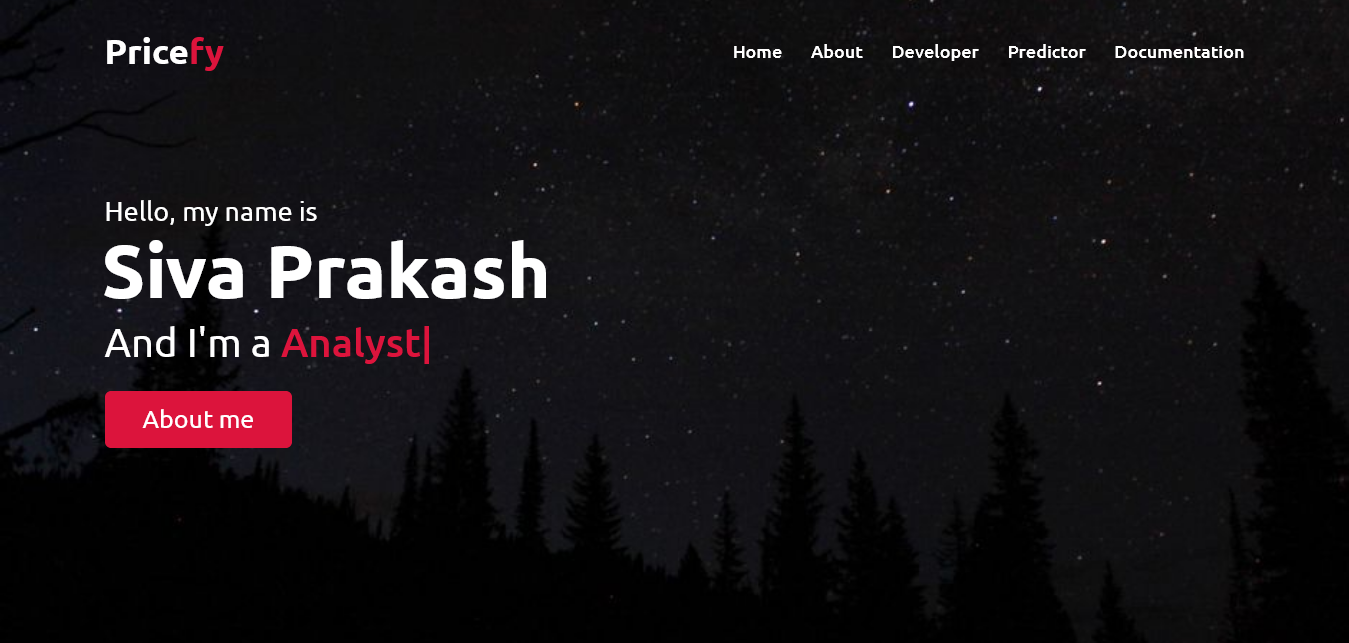 Pricefy
Home About Developer Predictor Documentation
Hello, my name is
Siva Prakash
And I'm a Analyst|
About me